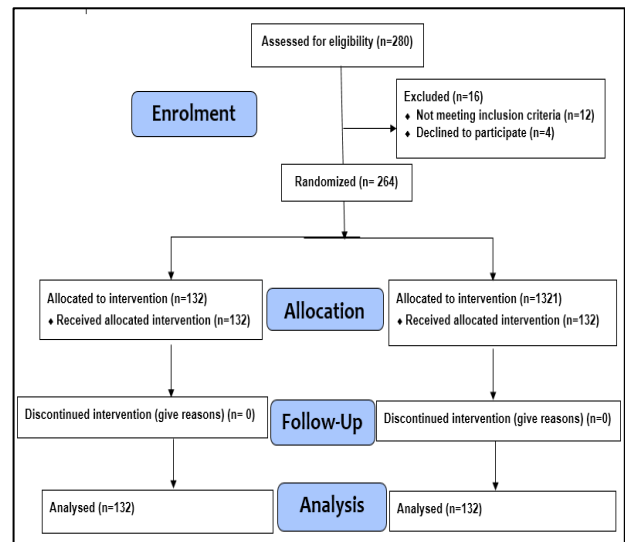 Assessed for eligibility (n=280)
Enrolment
Excluded (n=16)
♦ Not meeting inclusion criteria (n=12)
♦ Declined to participate (n=4)
Randomized (n= 264)
Allocated to intervention (n=132)
♦ Received allocated intervention (n=132)
Allocation
Allocated to intervention (n=1321)
♦ Received allocated intervention (n=132)
Discontinued intervention (give reasons) (n= 0)
Follow-Up
Discontinued intervention (give reasons) (n=0)
Analysed (n=132)
Analysis
Analysed (n=132)